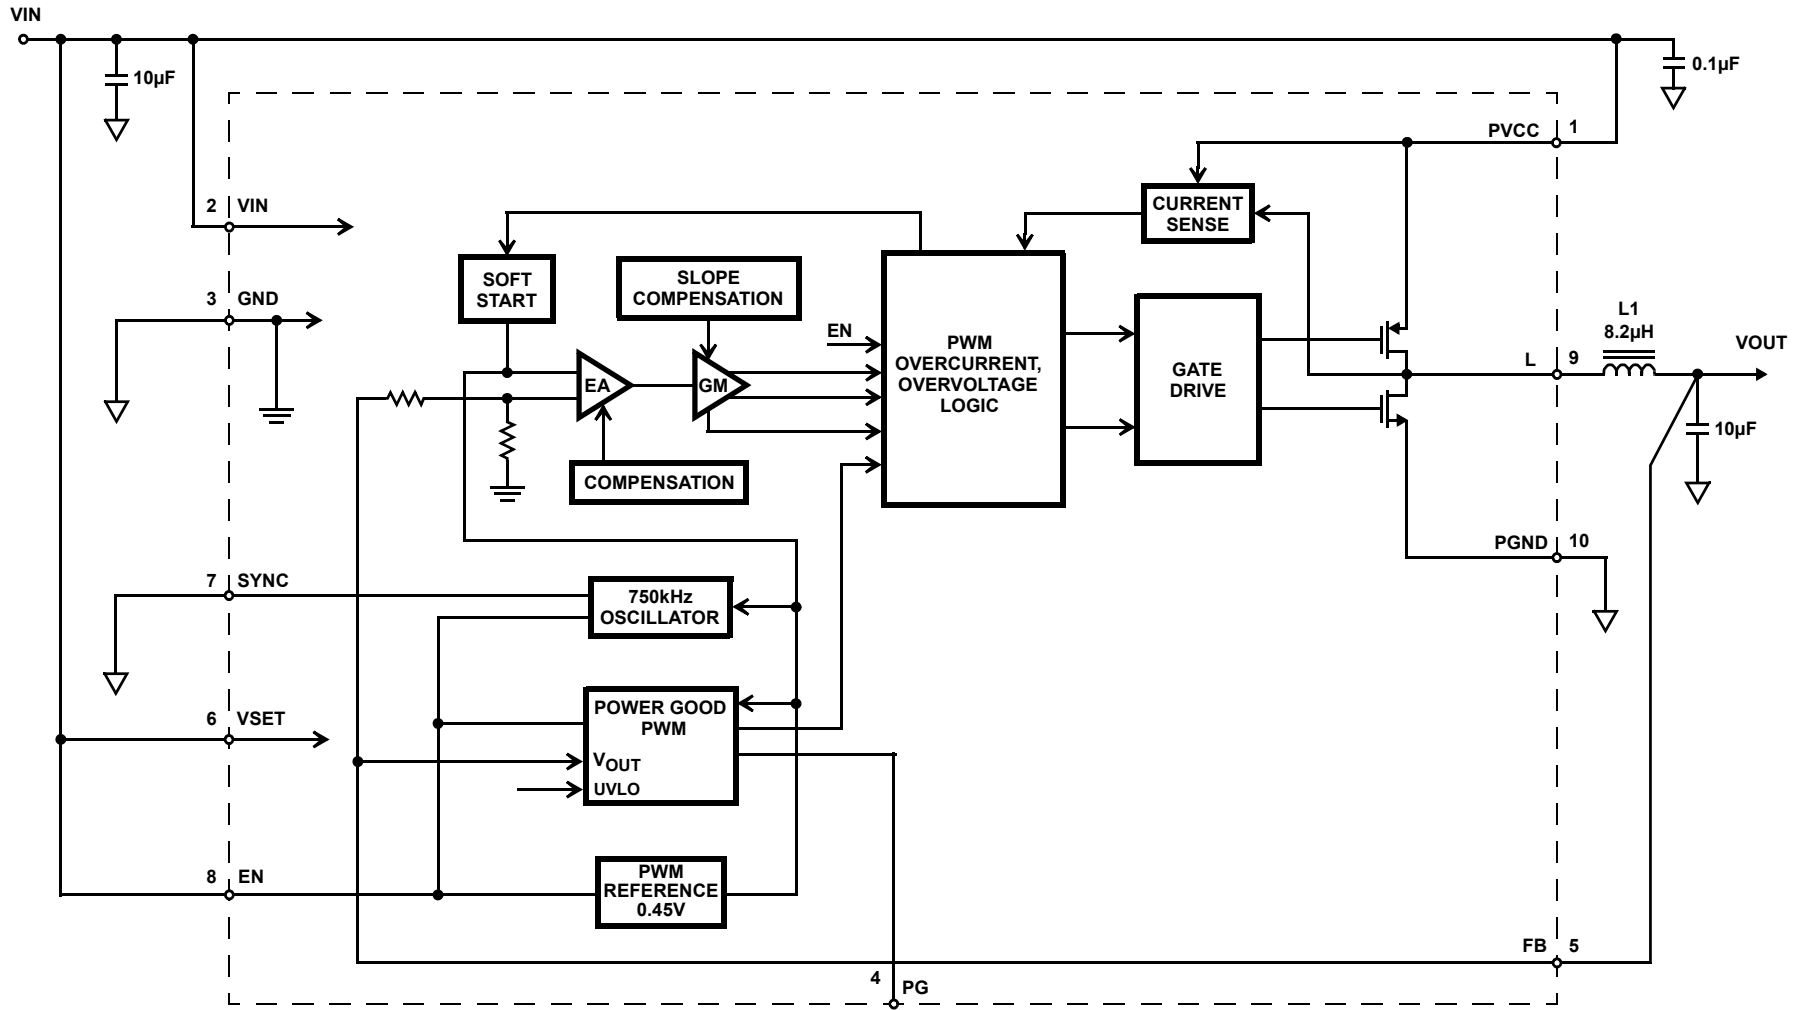 VIN
10µF
0.1µF
PVCC 1
2 VIN
CURRENT
SENSE
3 GND
SOFT
START
SLOPE
COMPENSATION
EN
PWM
OVERCURRENT,
OVERVOLTAGE
LOGIC
GATE
DRIVE
L 9
L1
8.2µH
VOUT
EA
GM
10µF
COMPENSATION
PGND 10
7 SYNC
750kHz
OSCILLATOR
6 VSET
POWER GOOD
PWM
VOUT
UVLO
8 EN
PWM
REFERENCE
0.45V
FB 5
4 PG